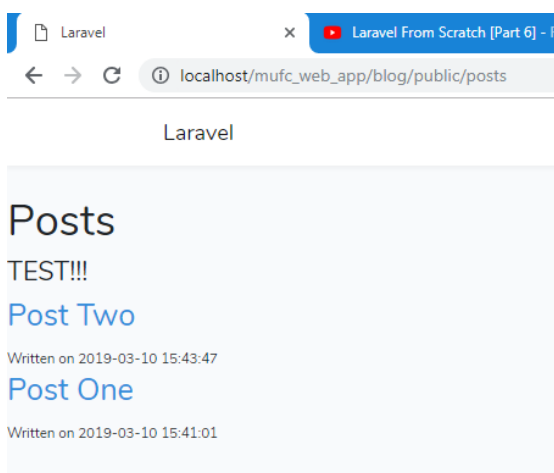 Laravel
Laravel From Scratch [Part 6] -
localhost/mufc_web_app/blog/public/posts
Laravel
Posts
TEST!!!
Post Two
Written on 2019-03-10 15:43:47
Post One
Written on 2019-03-10 15:41:01